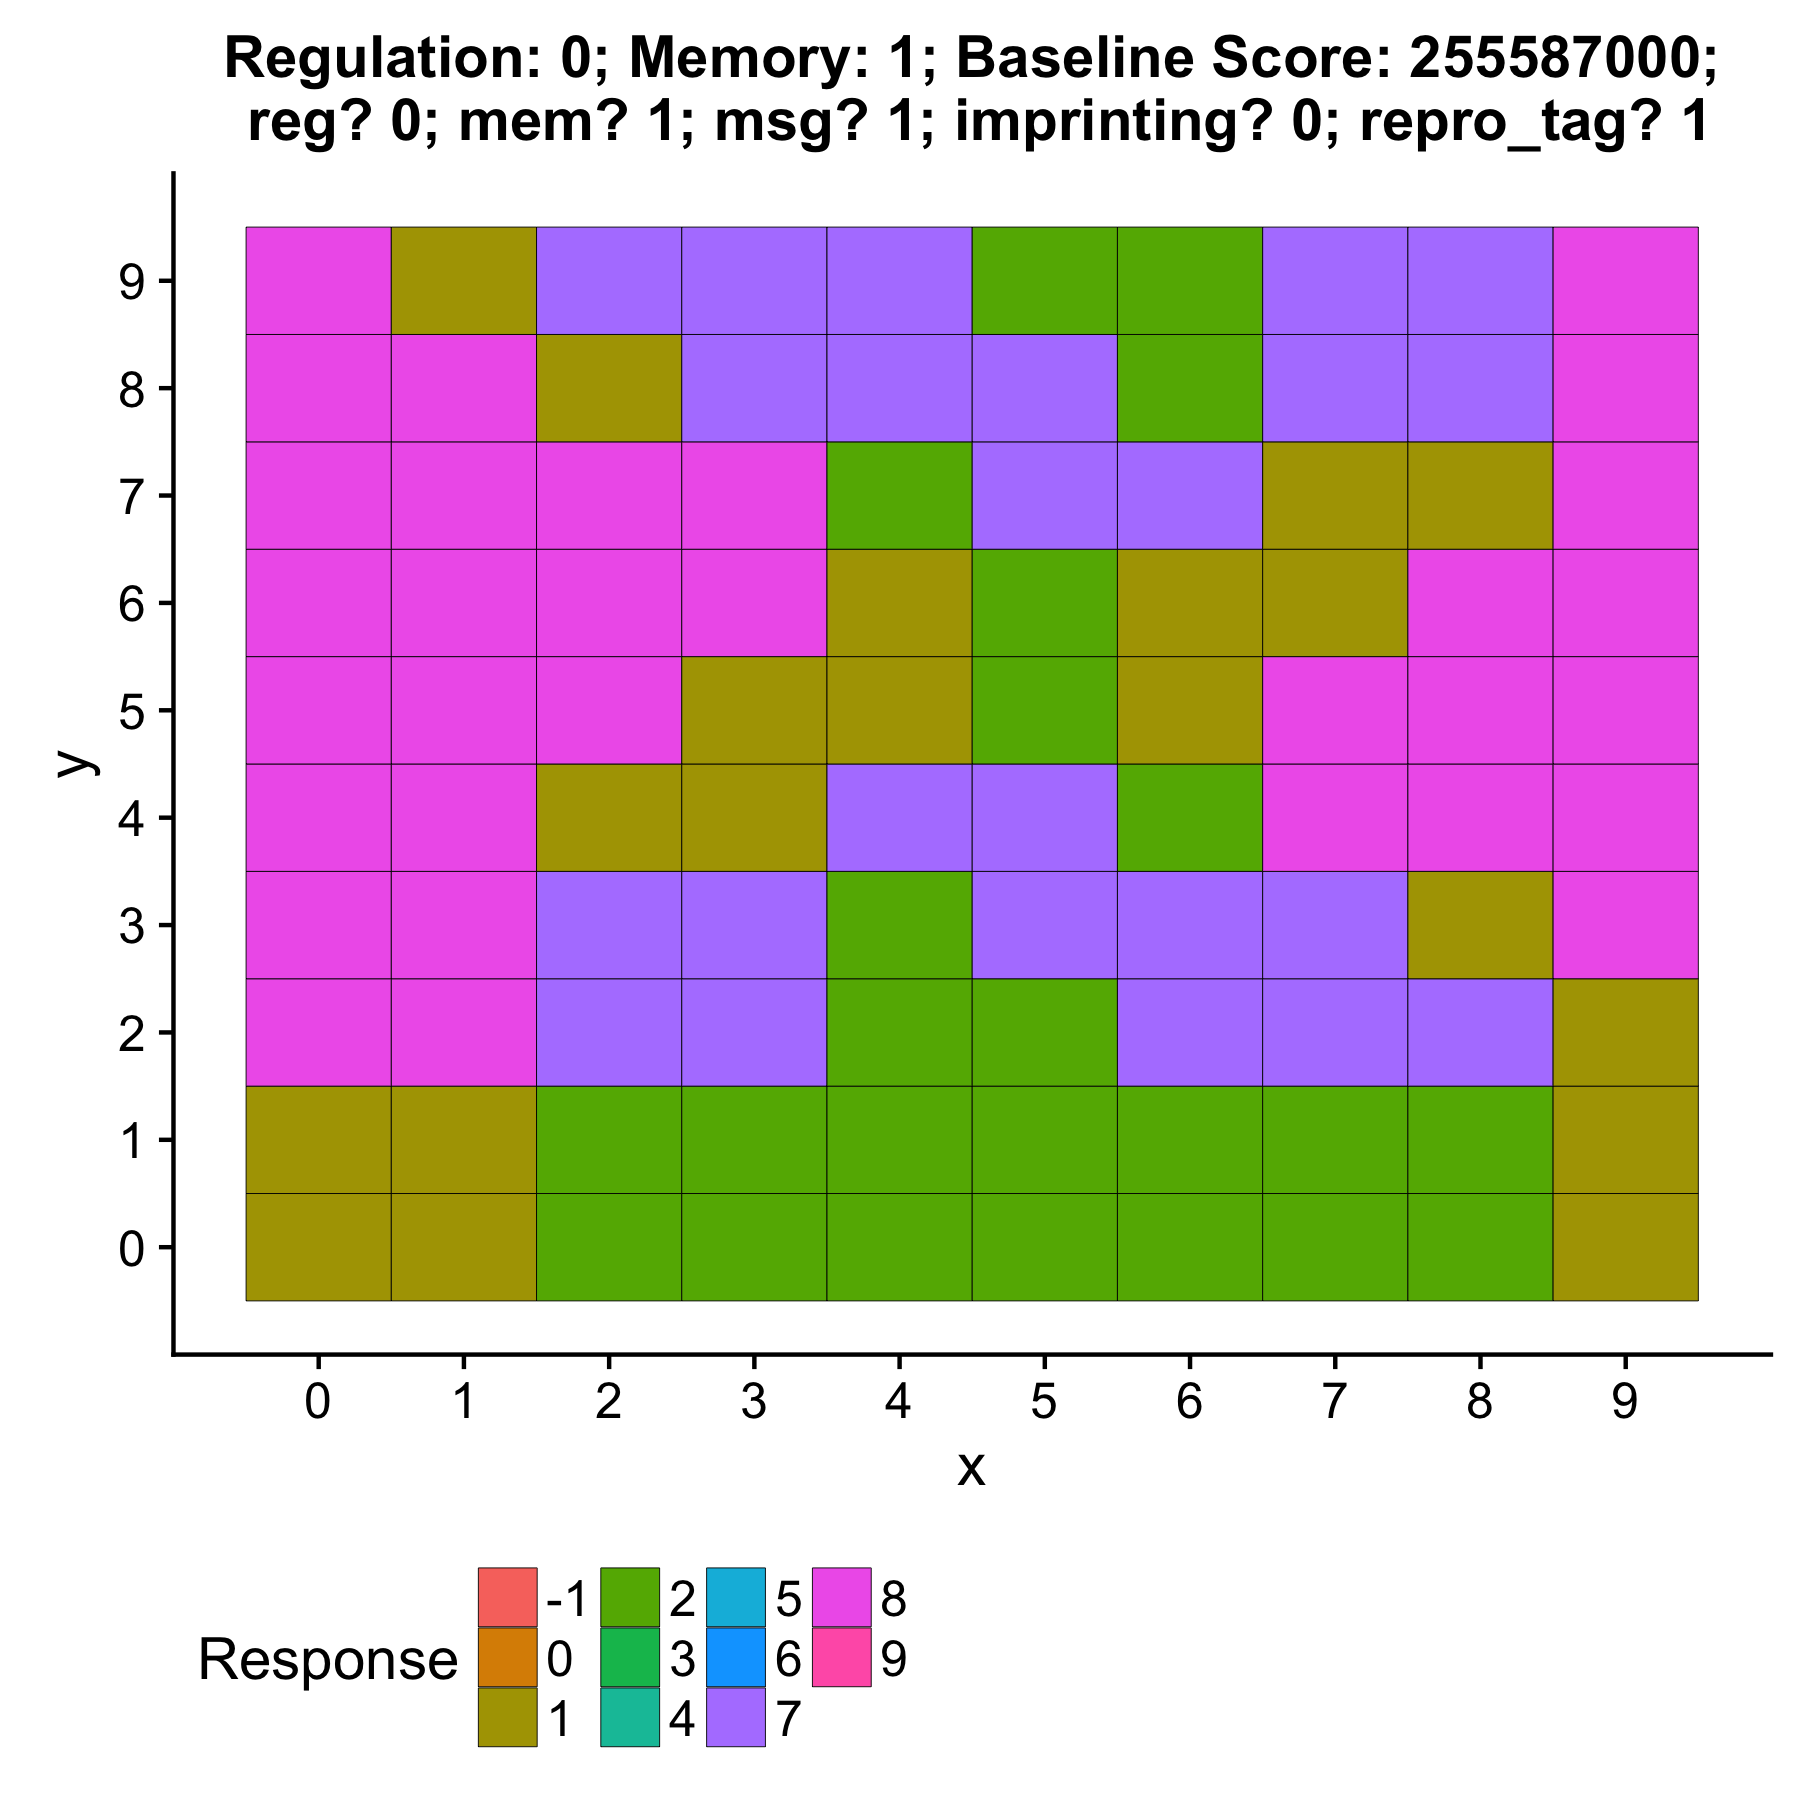 Regulation: 0; Memory: 1; Baseline Score: 255587000;
reg? 0; mem? 1; msg? 1; imprinting? 0; repro_tag? 1
9
8
7
6
5
4
3
2
1
0
y
0 1 2 3 4 5 6 7 8 9
x
Response
-1 2 5 8
0 3 6 9
1 4 7